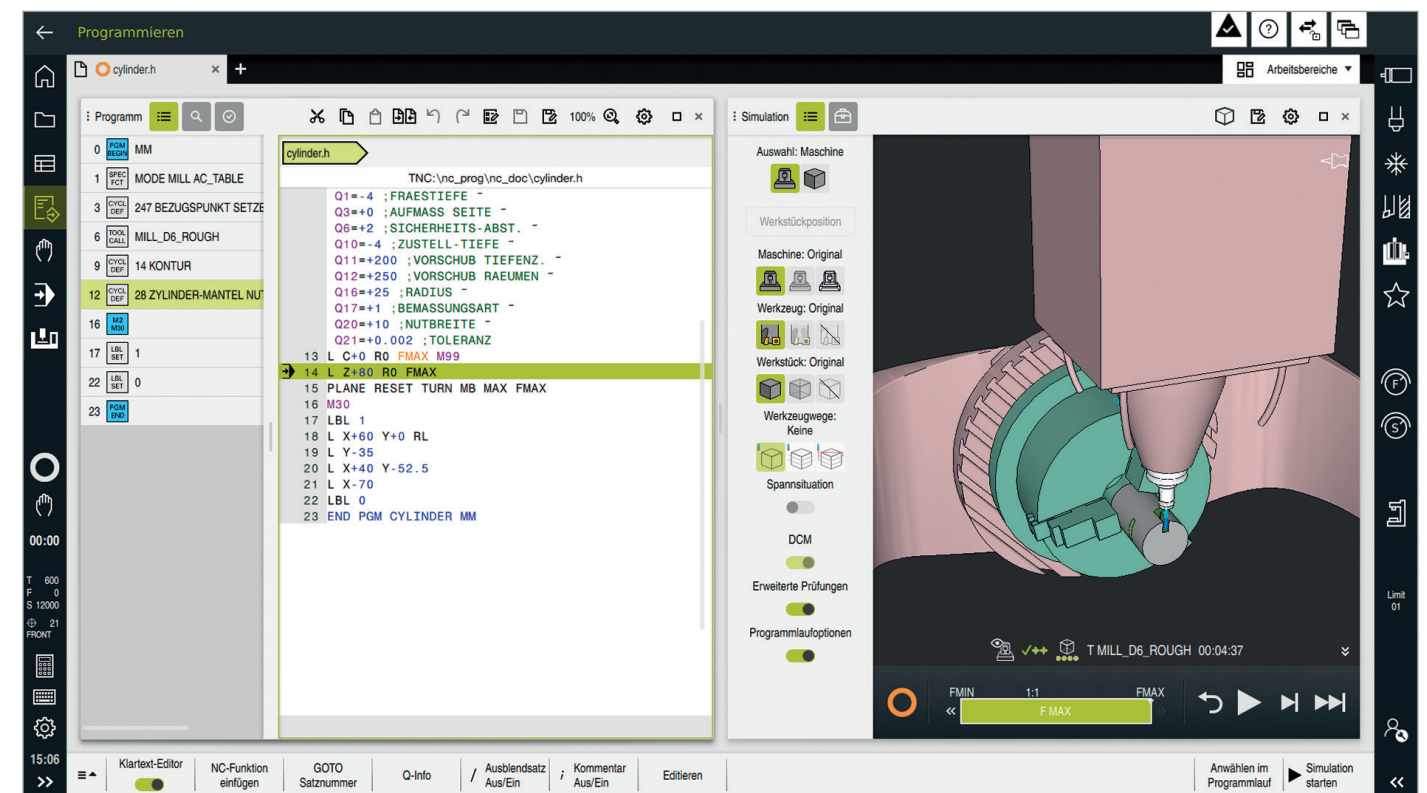 Programmieren
cylinder.h × +
Arbeitsbereiche
Programm
100%
0 PGM BEGIN MM
1 SPEC FCT MODE MILL AC_TABLE
3 CYCL DEF 247 BEZUGSPUNKT SETZE
6 TOOL CALL MILL_D6_ROUGH
9 CYCL DEF 14 KONTUR
12 CYCL DEF 28 ZYLINDER-MANTEL NUT
16 M2 M30
17 LBL SET 1
22 LBL SET 0
23 PGM END
cylinder.h
TNC:\nc_prog\nc_doc\cylinder.h
Q1=-4 ;FRAESTIEFE ~
Q3=+0 ;AUFMASS SEITE ~
Q6=+2 ;SICHERHEITS-ABST. ~
Q10=-4 ;ZUSTELL-TIEFE ~
Q11=+200 ;VORSCHUB TIEFENZ. ~
Q12=+250 ;VORSCHUB RAEUMEN ~
Q16=+25 ;RADIUS ~
Q17=+1 ;BEMASSUNGSART ~
Q20=+10 ;NUTBREITE ~
Q21=+0.002 ;TOLERANZ
13 L C+0 R0 FMAX M99
14 L Z+80 R0 FMAX
15 PLANE RESET TURN MB MAX FMAX
16 M30
17 LBL 1
18 L X+60 Y+0 RL
19 L Y-35
20 L X+40 Y-52.5
21 L X-70
22 LBL 0
23 END PGM CYLINDER MM
Simulation
Auswahl: Maschine
Werkstückposition
Maschine: Original
Werkzeug: Original
Werkstück: Original
Werkzeugwege:
Keine
Spannsituation
DCM
Erweiterte Prüfungen
Programmlaufoptionen
T MILL_D6_ROUGH 00:04:37
FMIN 1:1 FMAX
F MAX
00:00
T 600
F 0
S 12000
21
FRONT
15:06
F
S
Limit
01
Klartext-Editor
NC-Funktion
einfügen
GOTO
Satznummer
Q-Info
/ Ausblendsatz
Aus/Ein
; Kommentar
Aus/Ein
Editieren
Anwählen im
Programmlauf
Simulation
starten